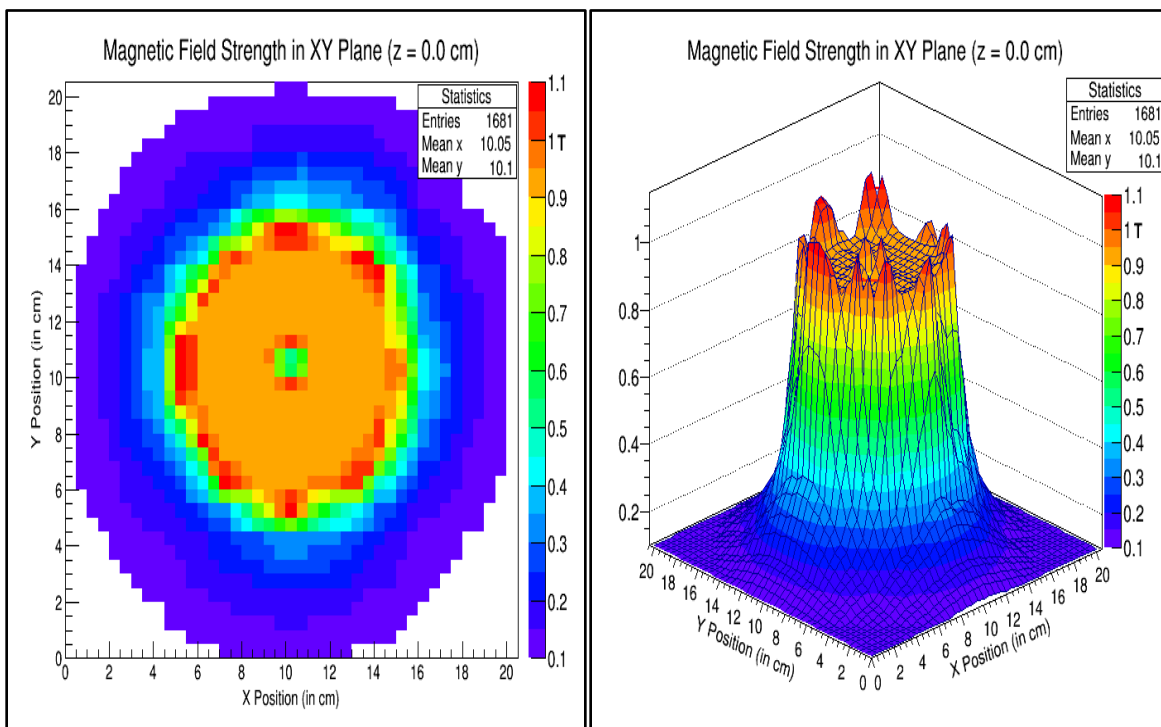 Magnetic Field Strength in XY Plane (z = 0.0 cm)
Statistics
Entries 1681
Mean x 10.05
Mean y 10.1
20
18
16
14
12
10
8
6
4
2
0
Y Position (in cm)
0 2 4 6 8 10 12 14 16 18 20
X Position (in cm)
1.1
1T
0.9
0.8
0.7
0.6
0.5
0.4
0.3
0.2
0.1
Magnetic Field Strength in XY Plane (z = 0.0 cm)
Statistics
Entries 1681
Mean x 10.05
Mean y 10.1
1
0.8
0.6
0.4
0.2
20 18 16 14 12 10 8 6 4 2 0
Y Position (in cm)
0 2 4 6 8 10 12 14 16 18 20
X Position (in cm)
1.1
1T
0.9
0.8
0.7
0.6
0.5
0.4
0.3
0.2
0.1